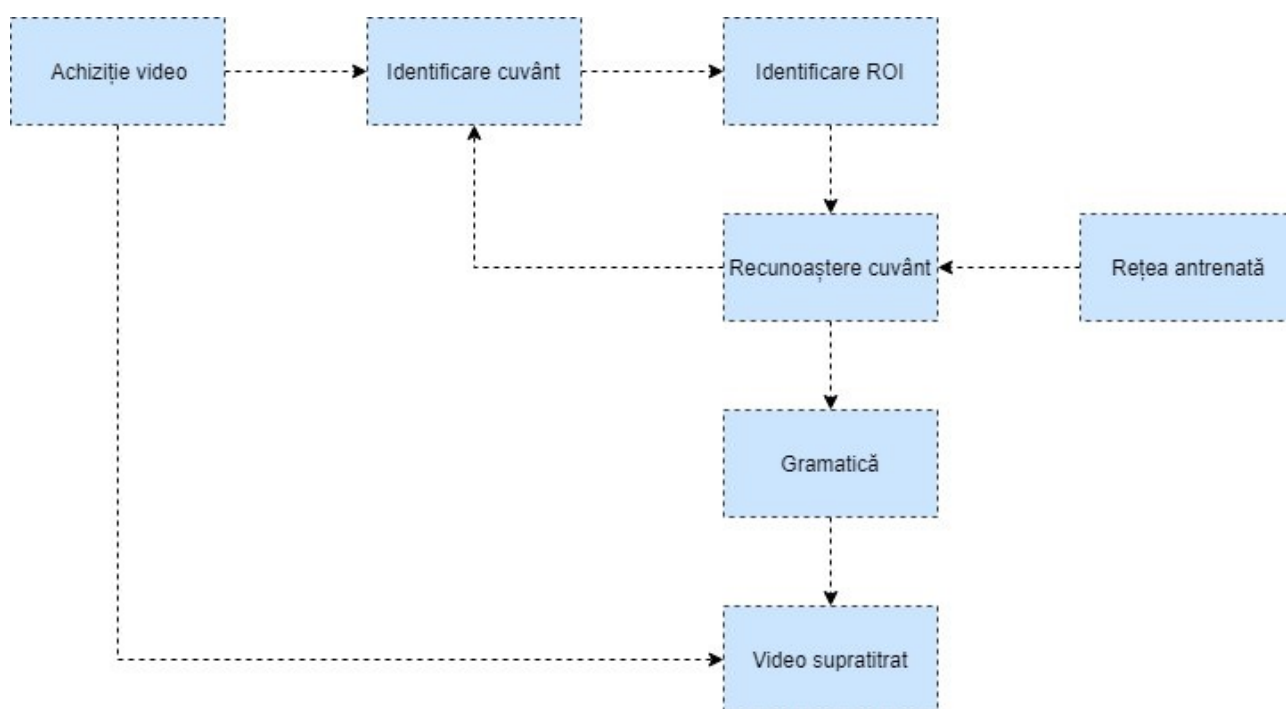 Achiziție video
Identificare cuvânt
Identificare ROI
Recunoaștere cuvânt
Rețea antrenată
Gramatică
Video supratitrat